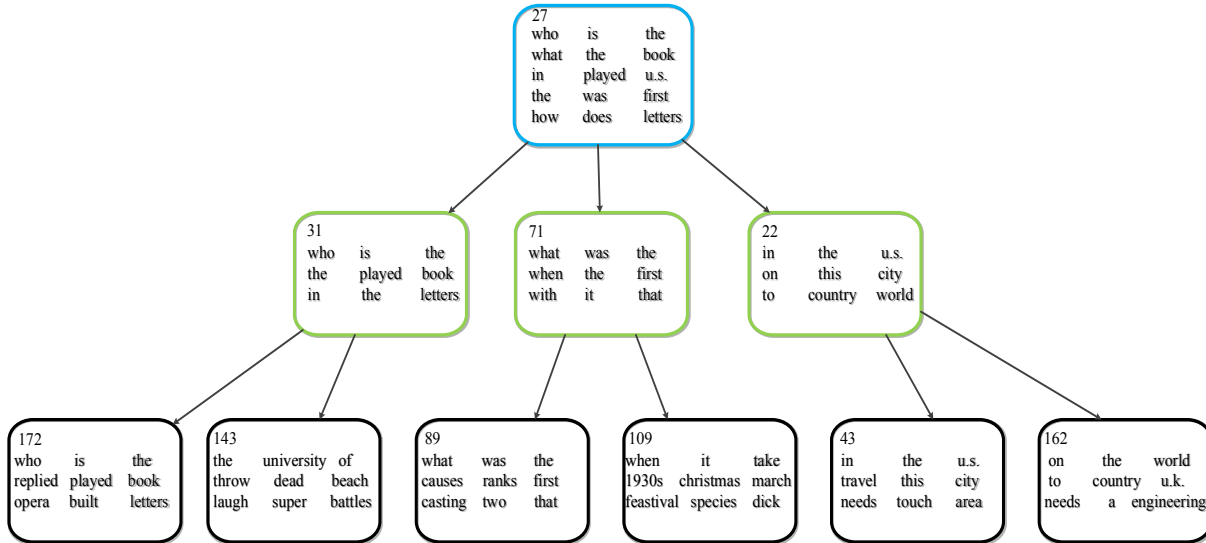 27
who is the
what the book
in played u.s.
the was first
how does letters
31
who is the
the played book
in the letters
71
what was the
when the first
with it that
22
in the u.s.
on this city
to country world
172
who is the
replied played book
opera built letters
143
the university of
throw dead beach
laugh super battles
89
what was the
causes ranks first
casting two that
109
when it take
1930s christmas march
feastival species dick
43
in the u.s.
travel this city
needs touch area
162
on the world
to country u.k.
needs a engineering